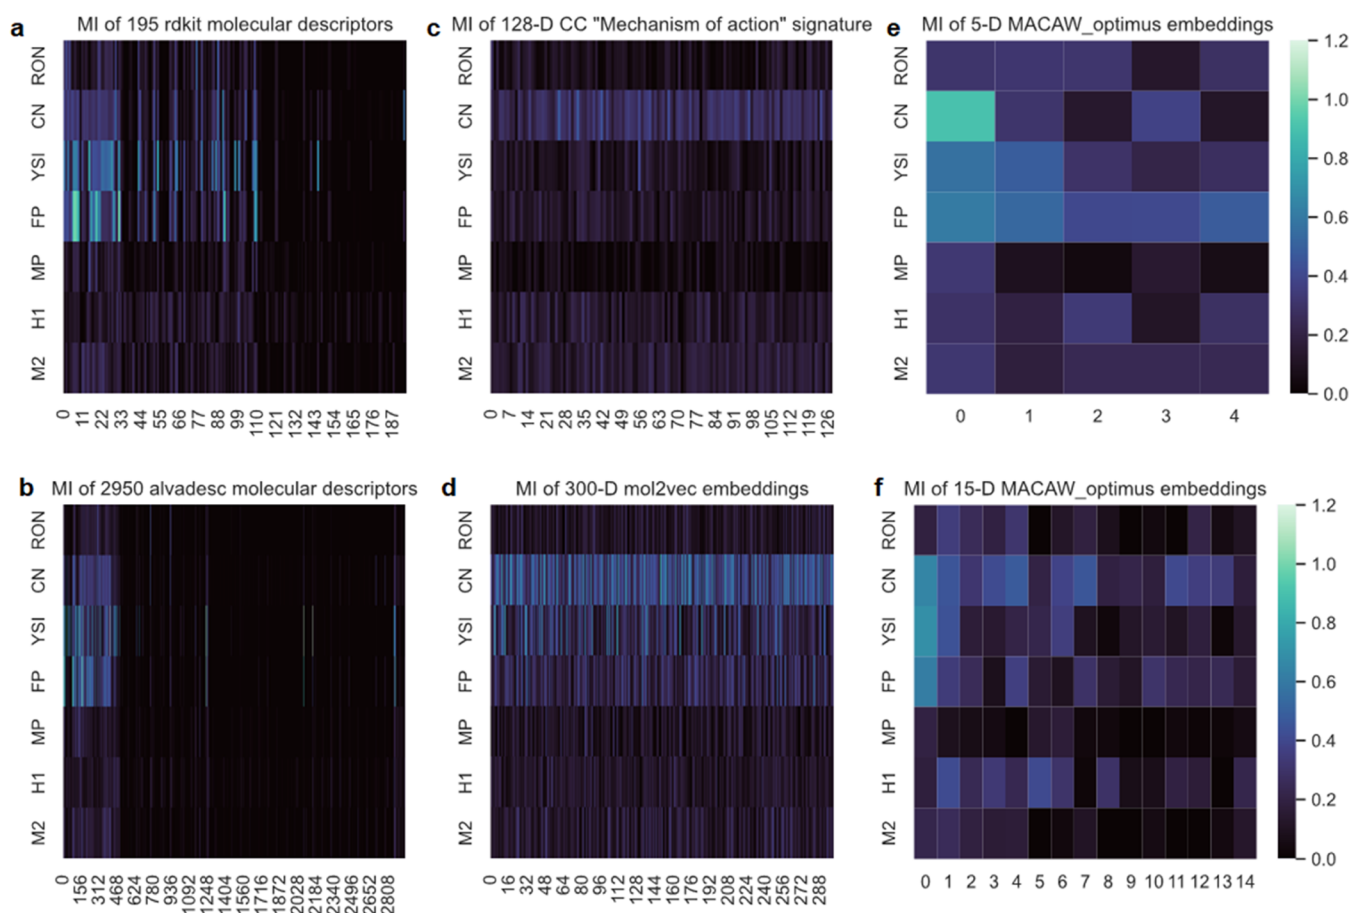 a MI of 195 rdkit molecular descriptors
RON
CN
YSI
FP
MP
H1
M2
0 11 22 33 44 55 66 77 88 99 110 121 132 143 154 165 176 187
c MI of 128-D CC "Mechanism of action" signature
RON
CN
YSI
FP
MP
H1
M2
0 7 14 21 28 35 42 49 56 63 70 77 84 91 98 105 112 119 126
e MI of 5-D MACAW_optimus embeddings
RON
CN
YSI
FP
MP
H1
M2
0 1 2 3 4
1.2
1.0
0.8
0.6
0.4
0.2
0.0
b MI of 2950 alvadesc molecular descriptors
RON
CN
YSI
FP
MP
H1
M2
0 156 312 468 624 780 936 1092 1248 1404 1560 1716 1872 2028 2184 2340 2496 2652 2808
d MI of 300-D mol2vec embeddings
RON
CN
YSI
FP
MP
H1
M2
0 16 32 48 64 80 96 112 128 144 160 176 192 208 224 240 256 272 288
f MI of 15-D MACAW_optimus embeddings
RON
CN
YSI
FP
MP
H1
M2
0 1 2 3 4 5 6 7 8 9 10 11 12 13 14
1.2
1.0
0.8
0.6
0.4
0.2
0.0